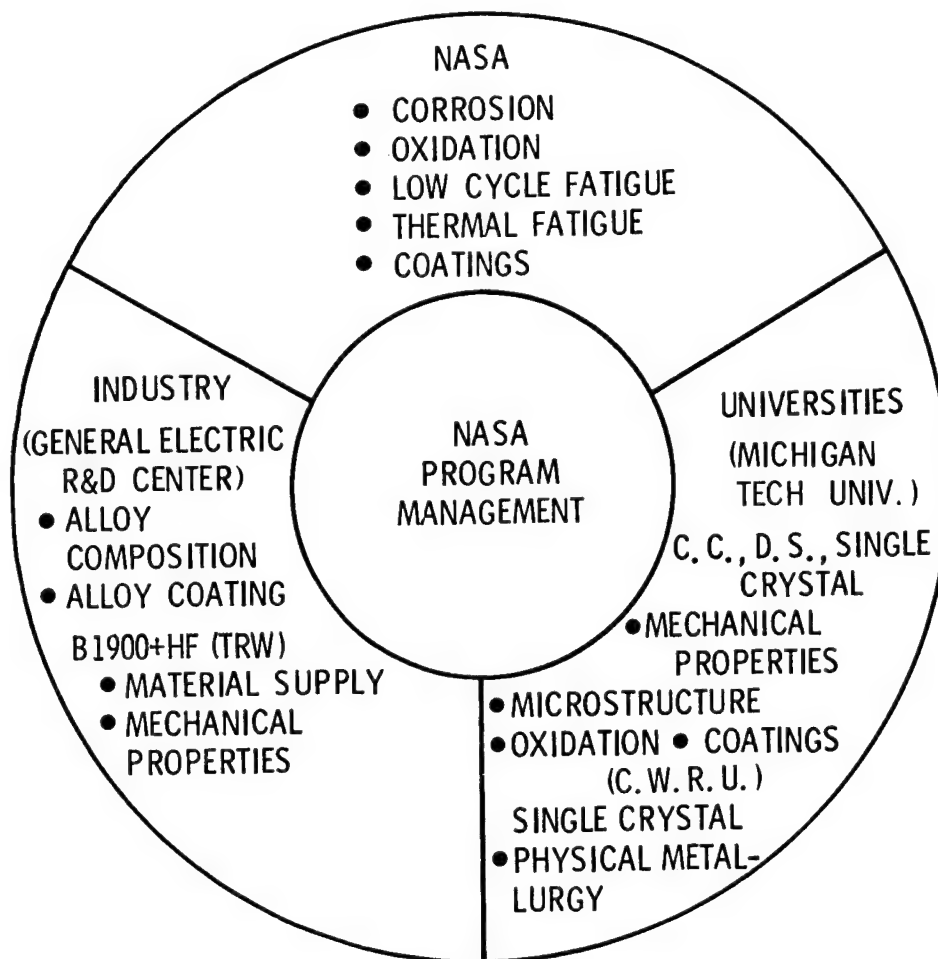 NASA
• CORROSION
• OXIDATION
• LOW CYCLE FATIGUE
• THERMAL FATIGUE
• COATINGS
INDUSTRY
(GENERAL ELECTRIC
R&D CENTER)
• ALLOY
COMPOSITION
• ALLOY COATING
B1900+HF (TRW)
• MATERIAL SUPPLY
• MECHANICAL
PROPERTIES
NASA
PROGRAM
MANAGEMENT
UNIVERSITIES
(MICHIGAN
TECH UNIV.)
C.C., D.S., SINGLE
CRYSTAL
• MECHANICAL
PROPERTIES
• MICROSTRUCTURE
• OXIDATION • COATINGS
(C.W.R.U.)
SINGLE CRYSTAL
• PHYSICAL METAL-
LURGY